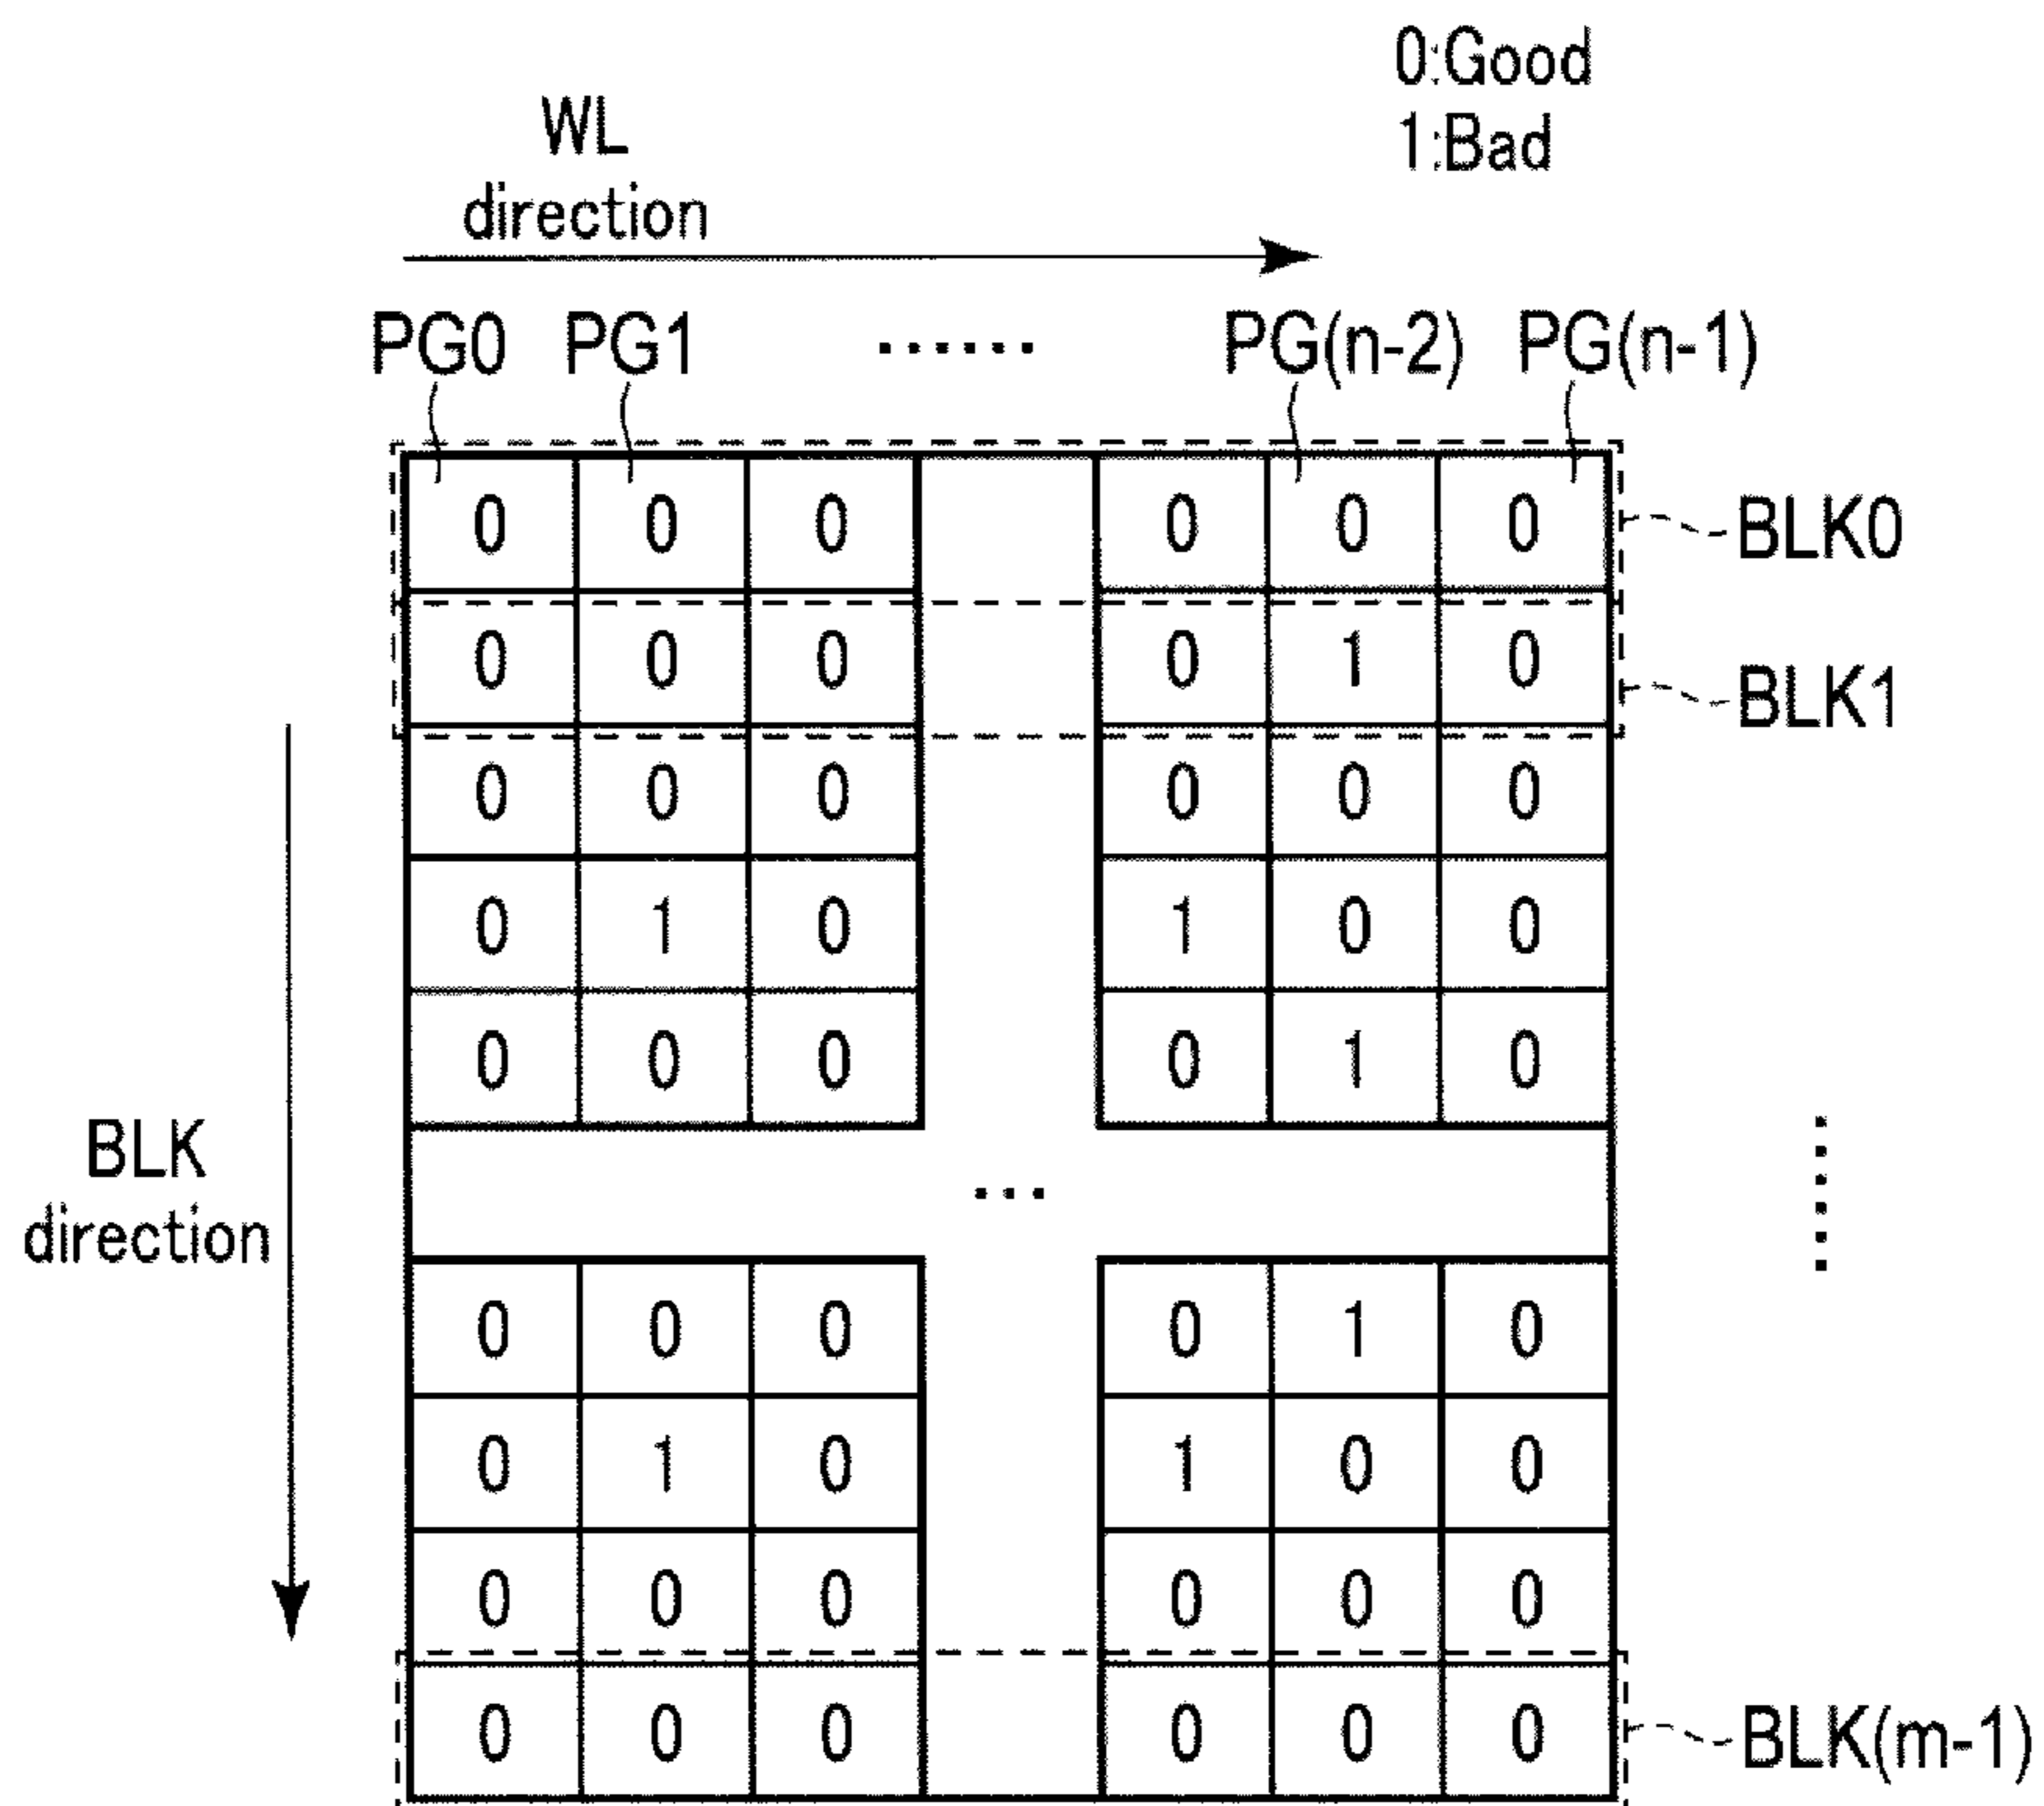 0:Good
1:Bad
WL
direction
PG0 PG1 ...... PG(n-2) PG(n-1)
0 0 0 0 0 0 BLK0
0 0 0 0 1 0 BLK1
0 0 0 0 0 0
0 1 0 1 0 0
0 0 0 0 1 0
BLK
direction
...
......
0 0 0 0 1 0
0 1 0 1 0 0
0 0 0 0 0 0
0 0 0 0 0 0 BLK(m-1)